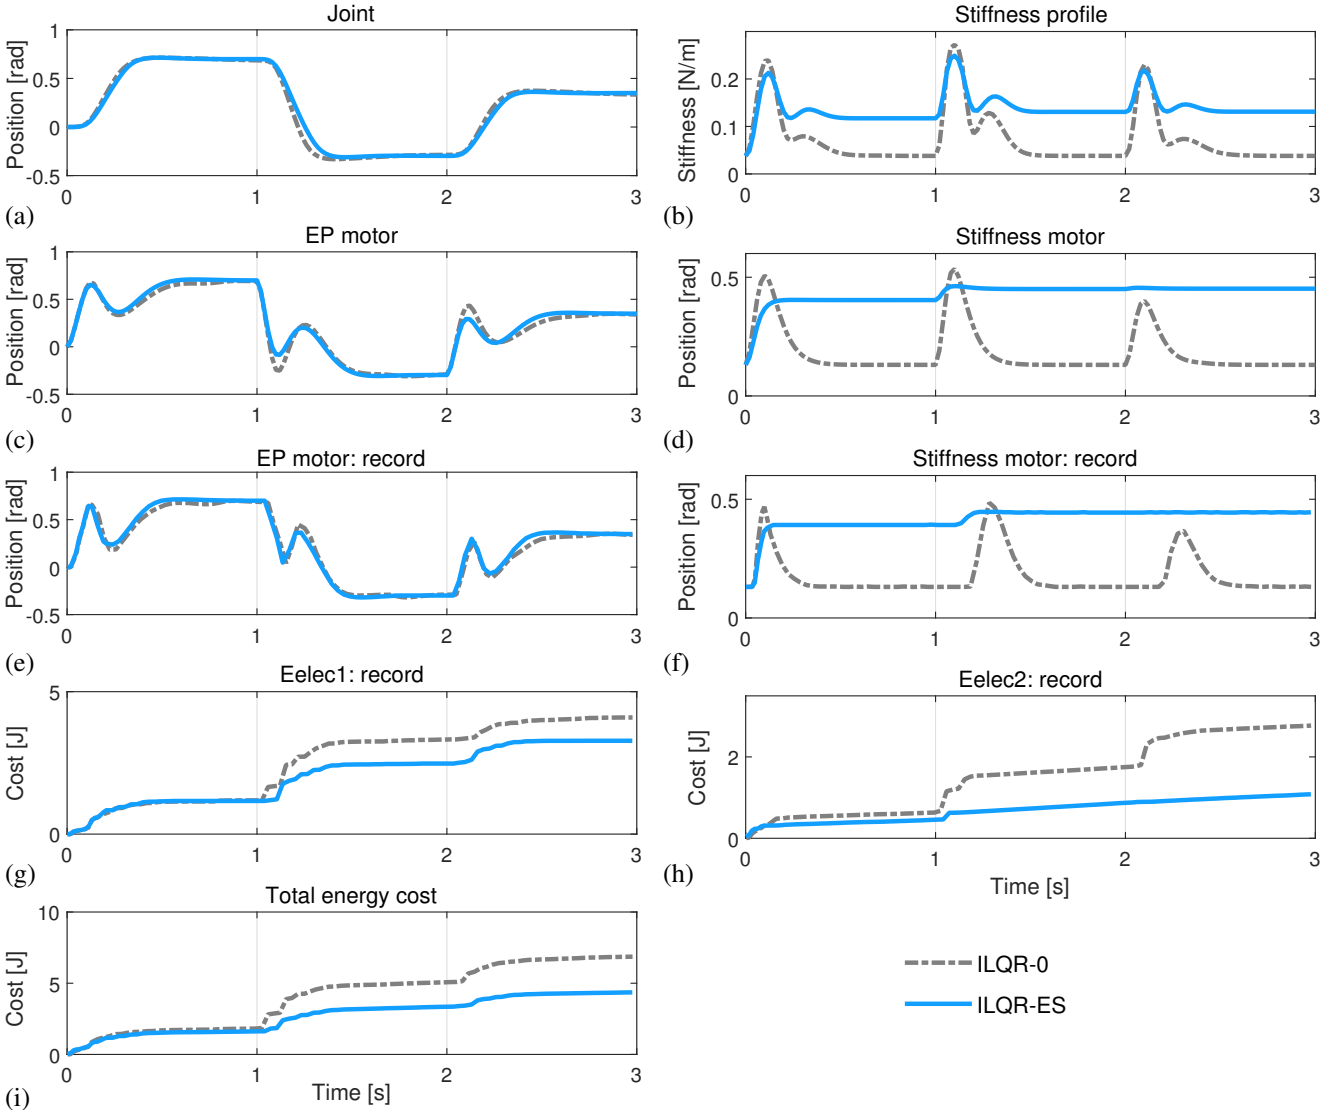 Joint
Position [rad]
1
0.5
0
-0.5
0 1 2 3
(a)
Stiffness profile
Stiffness [N/m]
0.2
0.1
0
0 1 2 3
(b)
EP motor
Position [rad]
1
0.5
0
-0.5
0 1 2 3
(c)
Stiffness motor
Position [rad]
0.5
0
0 1 2 3
(d)
EP motor: record
Position [rad]
1
0.5
0
-0.5
0 1 2 3
(e)
Stiffness motor: record
Position [rad]
0.5
0
0 1 2 3
(f)
Eelec1: record
Cost [J]
5
0
0 1 2 3
(g)
Eelec2: record
Cost [J]
2
0
0 1 2 3
Time [s]
(h)
Total energy cost
Cost [J]
10
5
0
0 1 2 3
Time [s]
(i)
ILQR-0
ILQR-ES